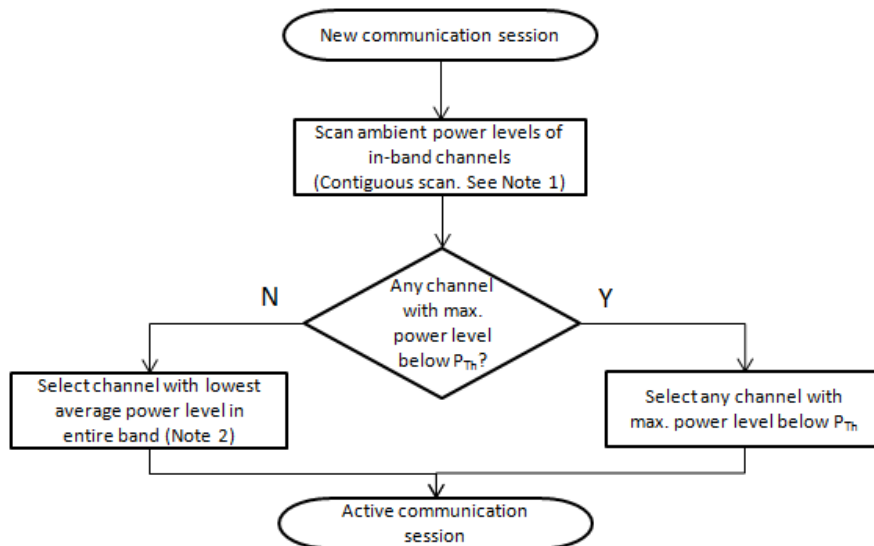 New communication session
Scan ambient power levels of
in-band channels
(Contiguous scan. See Note 1)
Any channel
with max.
power level
below P_Th?
N
Y
Select channel with lowest
average power level in
entire band (Note 2)
Select any channel with
max. power level below P_Th
Active communication
session